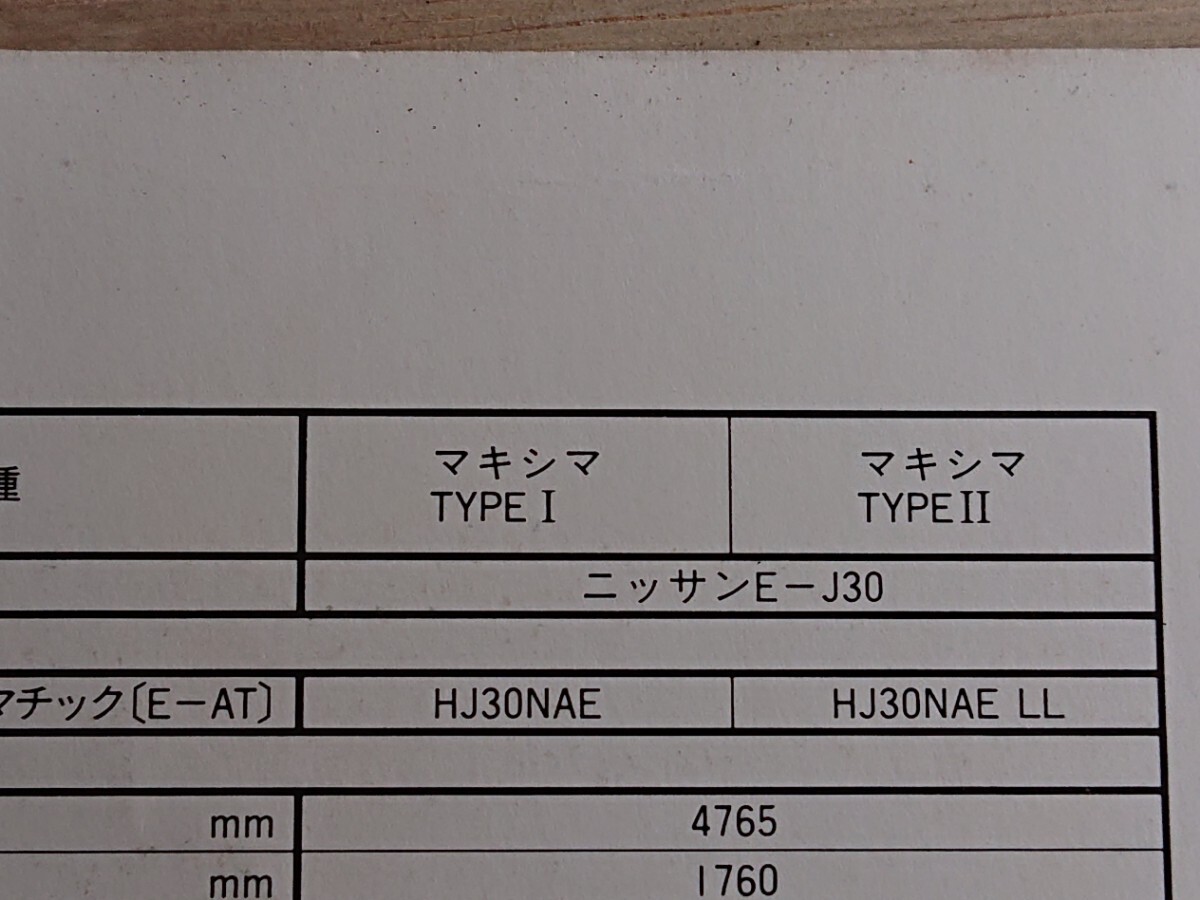 種
マキシマ
TYPE I
マキシマ
TYPE II
ニッサンE－J30
マチック〔E－AT〕
HJ30NAE
HJ30NAE LL
mm
4765
mm
1760